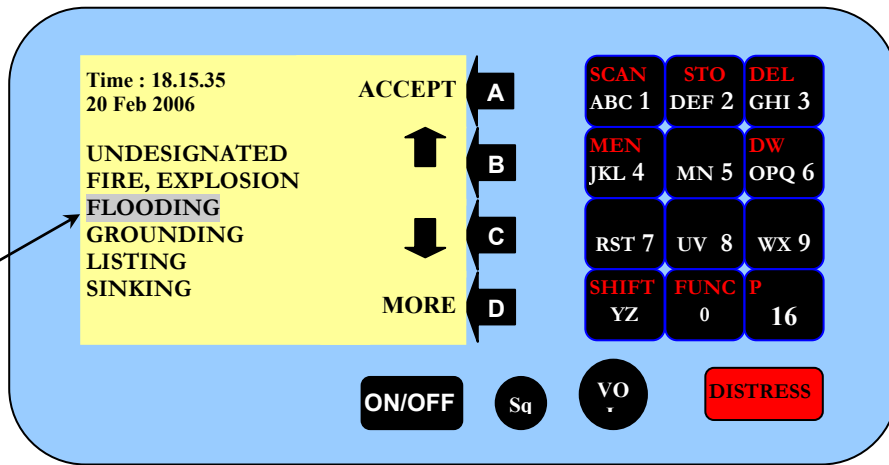 Time : 18.15.35
20 Feb 2006
UNDESIGNATED
FIRE, EXPLOSION
FLOODING
GROUNDING
LISTING
SINKING
ACCEPT
MORE
A
B
C
D
SCAN STO DEL
ABC 1 DEF 2 GHI 3
MEN DW
JKL 4 MN 5 OPQ 6
RST 7 UV 8 WX 9
SHIFT FUNC P
YZ 0 16
ON/OFF Sq VO DISTRESS